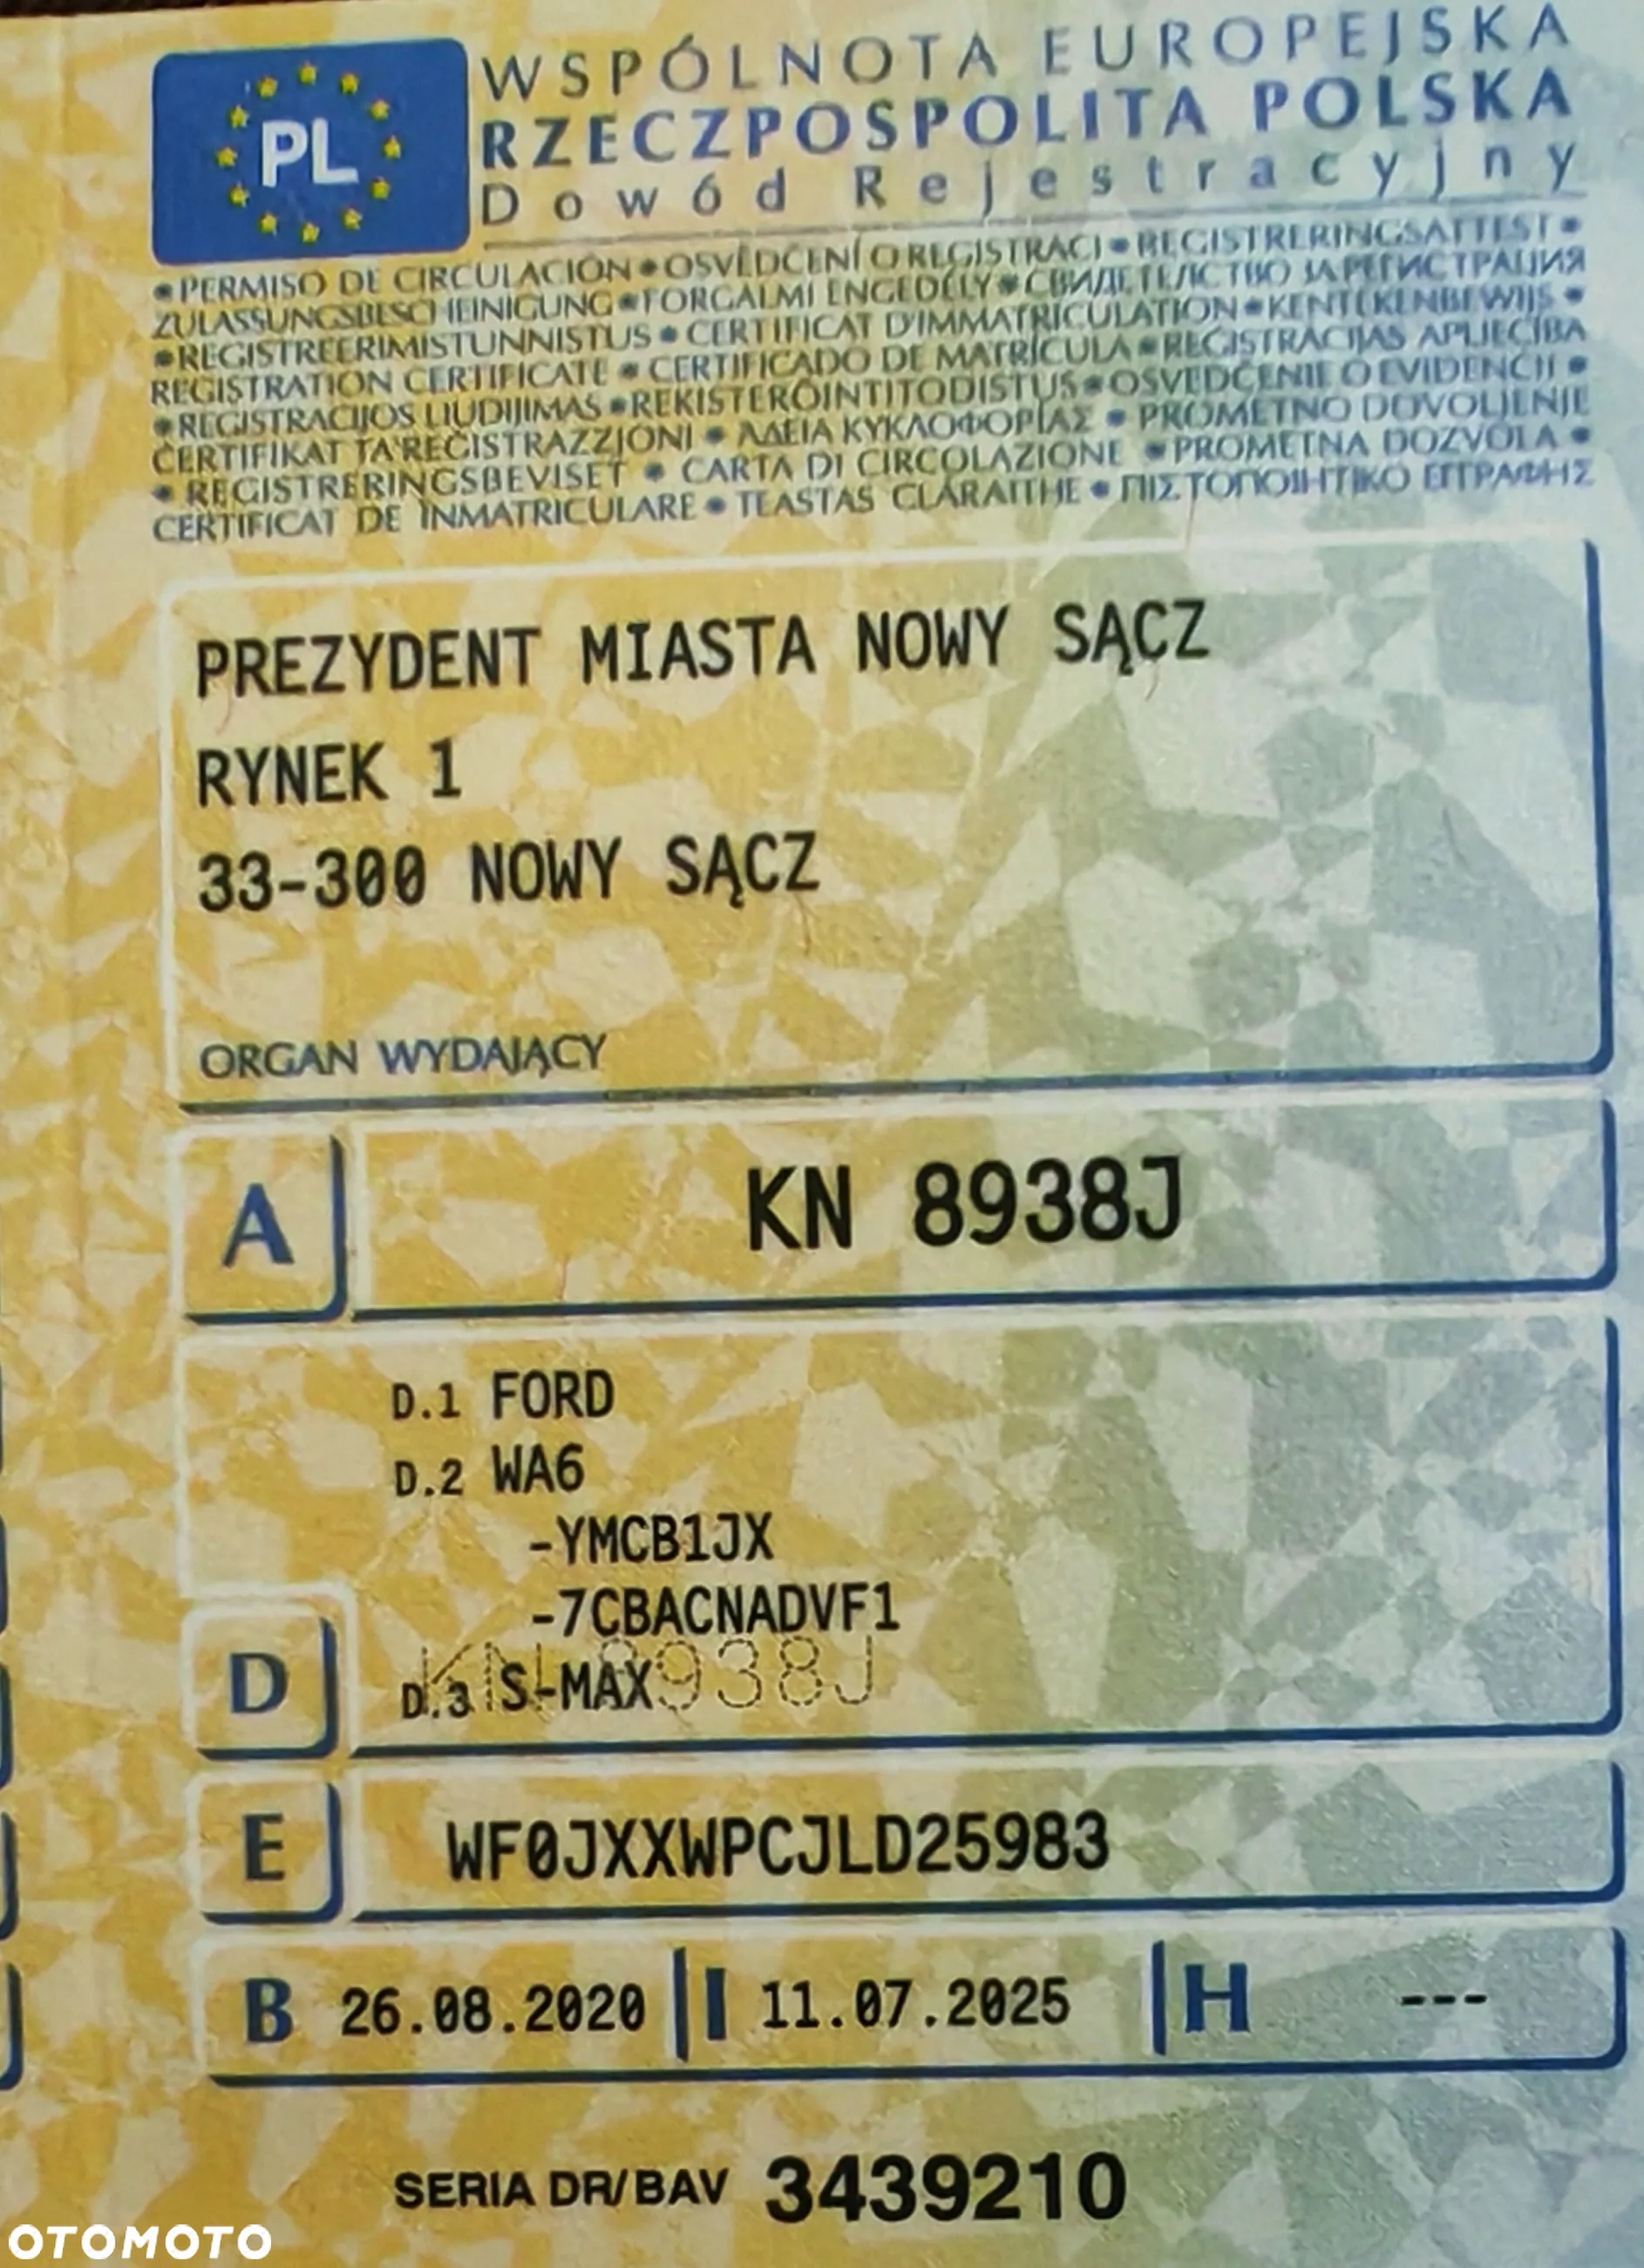 PL
WSPÓLNOTA EUROPEJSKA
RZECZPOSPOLITA POLSKA
Dowód Rejestracyjny
•PERMISO DE CIRCULACIÓN•OSVĚDČENÍ O REGISTRACI•REGISTRERINGSATTEST•
ZULASSUNGSBESCHEINIGUNG•FORGALMI ENGEDÉLY•СВИДЕТЕЛСТВО ЗА РЕГИСТРАЦИЯ
•REGISTREERIMISTUNNISTUS•CERTIFICAT D'IMMATRICULATION•KENTEKENBEWIJS•
REGISTRATION CERTIFICATE•CERTIFICADO DE MATRÍCULA•REĢISTRĀCIJAS APLIECĪBA
•REGISTRACIJOS LIUDIJIMAS•REKISTERÖINTITODISTUS•OSVEDČENIE O EVIDENCII•
ĊERTIFIKAT TA'REĠISTRAZZJONI•ΑΔΕΙΑ ΚΥΚΛΟΦΟΡΙΑΣ•PROMETNO DOVOLJENJE
•REGISTRERINGSBEVISET•CARTA DI CIRCOLAZIONE•PROMETNA DOZVOLA•
CERTIFICAT DE INMATRICULARE•TEASTAS CLÁRAITHE•ΠΙΣΤΟΠΟΙΗΤΙΚΟ ΕΓΓΡΑΦΗΣ
PREZYDENT MIASTA NOWY SĄCZ
RYNEK 1
33-300 NOWY SĄCZ
ORGAN WYDAJĄCY
A KN 8938J
D.1 FORD
D.2 WA6
-YMCB1JX
-7CBACNADVF1
KN 8938J
D D.3 S-MAX
E WF0JXXWPCJLD25983
B 26.08.2020 I 11.07.2025 H ---
SERIA DR/BAV 3439210
OTOMOTO